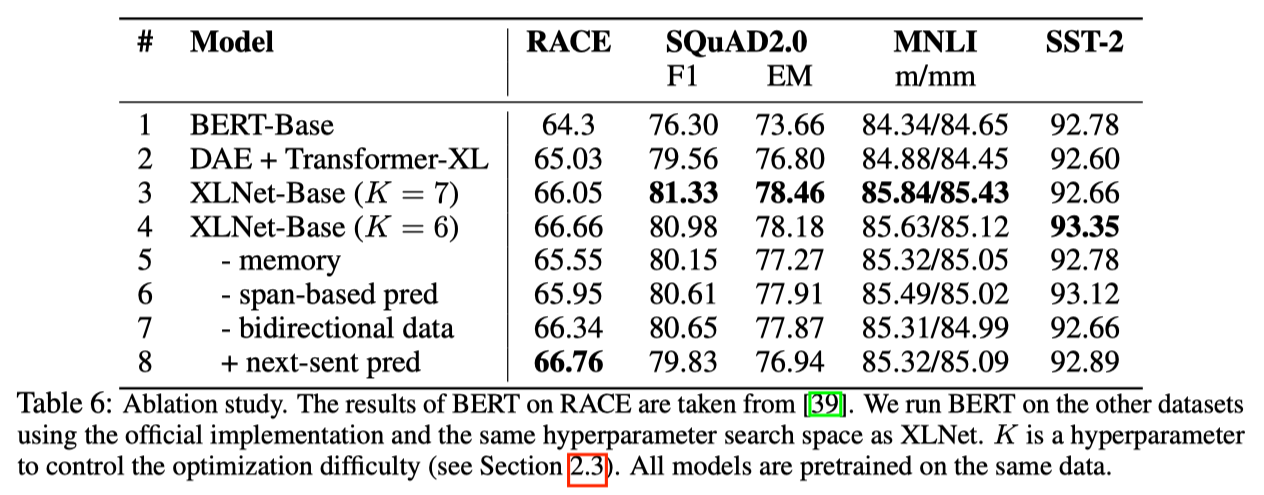 # Model RACE SQuAD2.0 MNLI SST-2
F1 EM m/mm
1 BERT-Base 64.3 76.30 73.66 84.34/84.65 92.78
2 DAE + Transformer-XL 65.03 79.56 76.80 84.88/84.45 92.60
3 XLNet-Base (K = 7) 66.05 81.33 78.46 85.84/85.43 92.66
4 XLNet-Base (K = 6) 66.66 80.98 78.18 85.63/85.12 93.35
5 - memory 65.55 80.15 77.27 85.32/85.05 92.78
6 - span-based pred 65.95 80.61 77.91 85.49/85.02 93.12
7 - bidirectional data 66.34 80.65 77.87 85.31/84.99 92.66
8 + next-sent pred 66.76 79.83 76.94 85.32/85.09 92.89
Table 6: Ablation study. The results of BERT on RACE are taken from [39]. We run BERT on the other datasets
using the official implementation and the same hyperparameter search space as XLNet. K is a hyperparameter
to control the optimization difficulty (see Section 2.3). All models are pretrained on the same data.